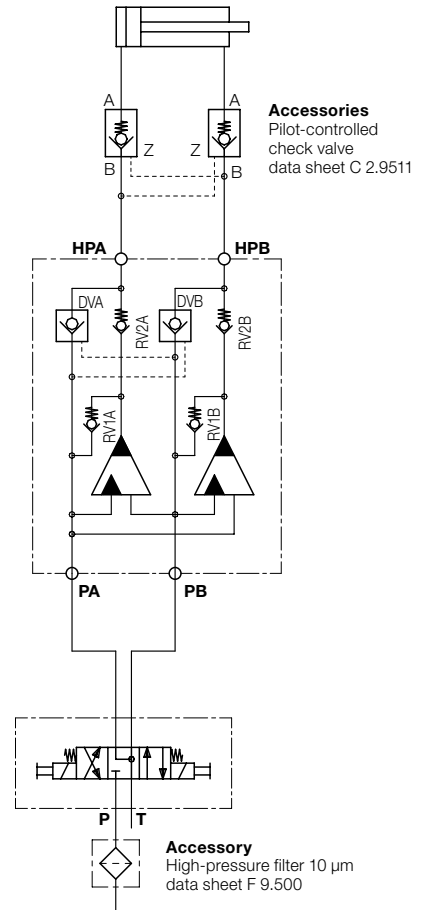 A
A
Accessories
Pilot-controlled
check valve
data sheet C 2.9511
Z
Z
B
B
HPA
HPB
DVA
DVB
RV2A
RV2B
RV1A
RV1B
PA
PB
P
T
Accessory
High-pressure filter 10 µm
data sheet F 9.500